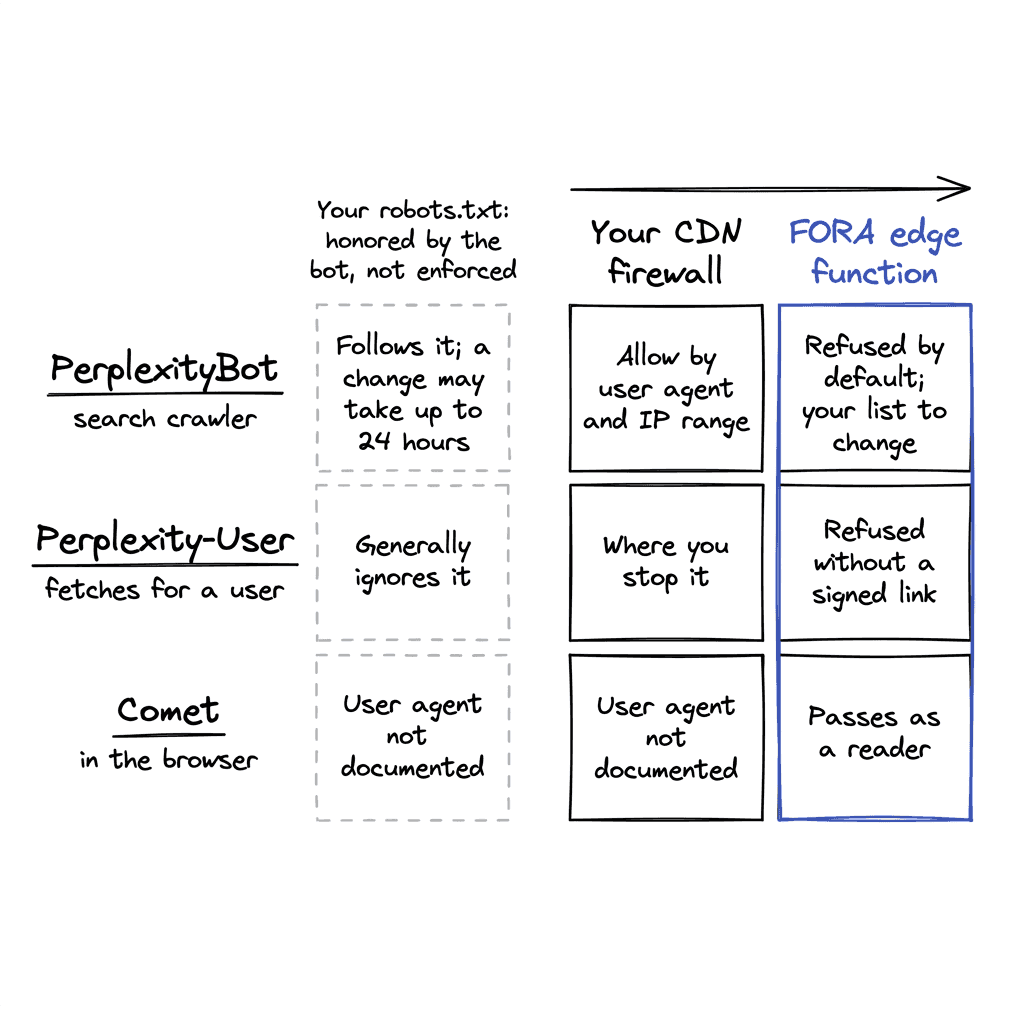 Your robots.txt:
honored by the
bot, not enforced
Your CDN
firewall
FORA edge
function
PerplexityBot
search crawler
Follows it; a
change may
take up to
24 hours
Allow by
user agent
and IP range
Refused by
default;
your list to
change
Perplexity-User
fetches for a user
Generally
ignores it
Where you
stop it
Refused
without a
signed link
Comet
in the browser
User agent
not
documented
User agent
not
documented
Passes as
a reader